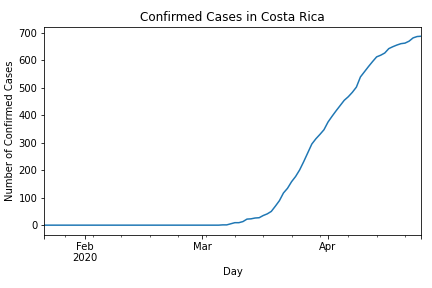 Confirmed Cases in Costa Rica
Number of Confirmed Cases
700
600
500
400
300
200
100
0
Feb
2020
Mar
Apr
Day